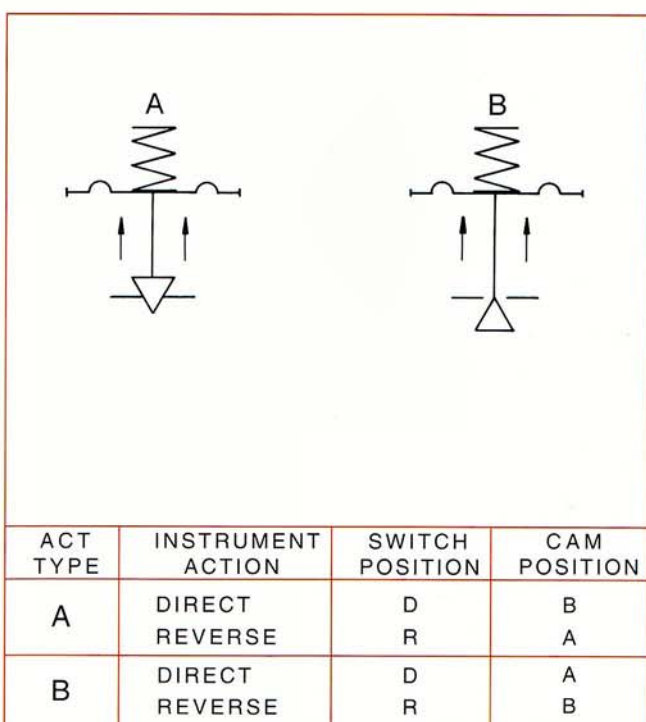 A B
ACT TYPE INSTRUMENT ACTION SWITCH POSITION CAM POSITION
A DIRECT D B
REVERSE R A
B DIRECT D A
REVERSE R B